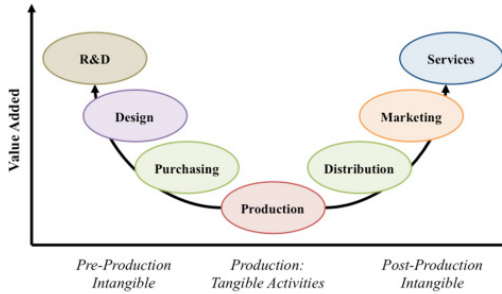 R&D
Services
Design
Marketing
Purchasing
Distribution
Production
Value Added
Pre-Production
Intangible
Production:
Tangible Activities
Post-Production
Intangible